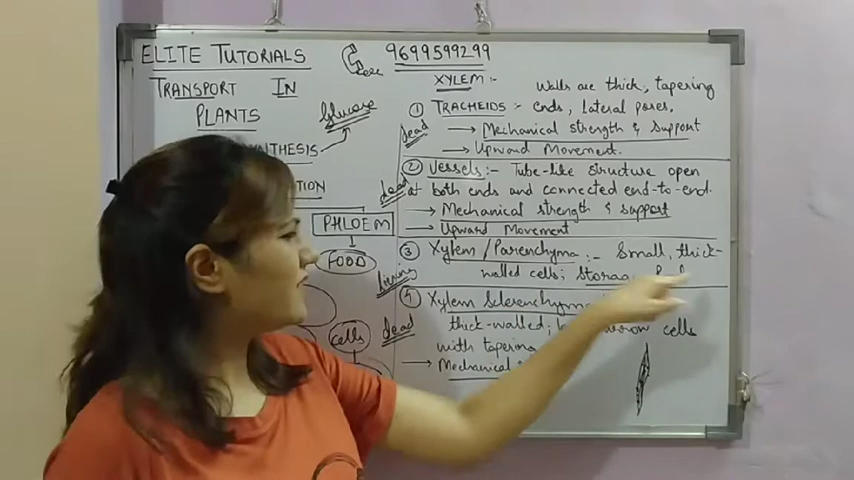 ELITE TUTORIALS
9699599299
TRANSPORT IN
PLANTS
Glucose
PHLOEM
FOOD
cells
XYLEM :-
① TRACHEIDS :- Walls are thick, tapering
ends, lateral pores.
dead
→ Mechanical strength & support
→ Upward Movement.
② Vessels :- Tube-like structure open
dead
at both ends and connected end-to-end.
→ Mechanical strength & support
→ Upward Movement
③ Xylem / Parenchyma :- Small, thick-
walled cells;
living
④ Xylem Sclerenchyma
dead
thick-walled; cells
with tapering
→ Mechanical